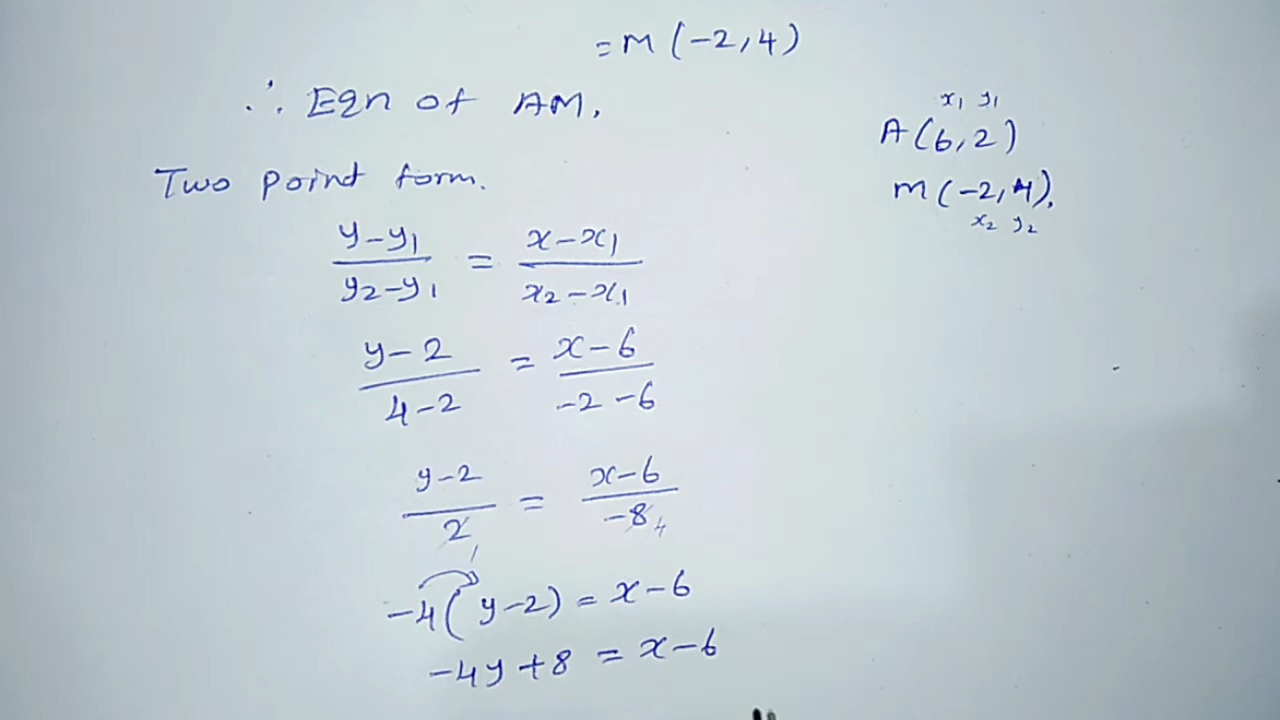 = M (-2,4)
∴ Eqn of AM.
x₁ y₁
A(6,2)
Two point form.
M(-2,4).
x₂ y₂
y-y₁ / y₂-y₁ = x-x₁ / x₂-x₁
y-2 / 4-2 = x-6 / -2-6
y-2 / 2 1 = x-6 / -8 4
-4(y-2) = x-6
-4y+8 = x-6